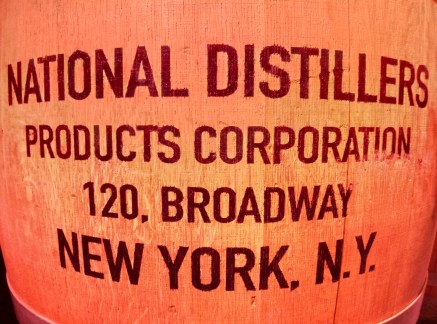 NATIONAL DISTILLERS
PRODUCTS CORPORATION
120, BROADWAY
NEW YORK, N.Y.